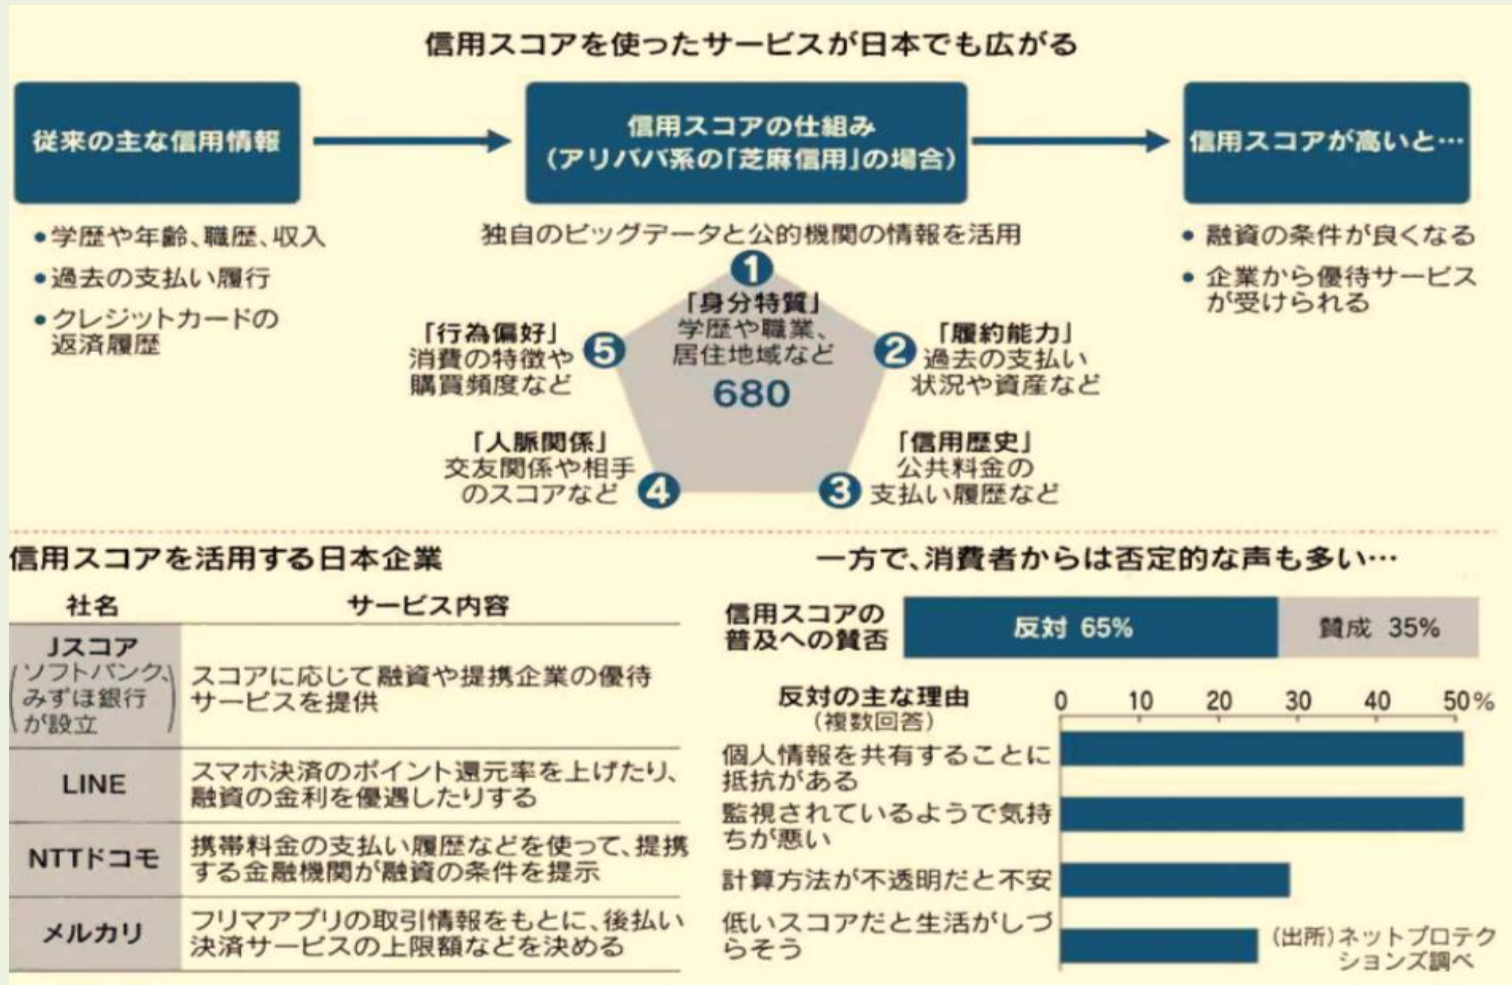 信用スコアを使ったサービスが日本でも広がる
従来の主な信用情報
•学歴や年齢、職歴、収入
•過去の支払い履行
•クレジットカードの
返済履歴
信用スコアの仕組み
(アリババ系の「芝麻信用」の場合)
独自のビッグデータと公的機関の情報を活用
1
「身分特質」
学歴や職業、
居住地域など
680
2
「履約能力」
過去の支払い
状況や資産など
3
「信用歴史」
公共料金の
支払い履歴など
4
「人脈関係」
交友関係や相手
のスコアなど
5
「行為偏好」
消費の特徴や
購買頻度など
信用スコアが高いと…
• 融資の条件が良くなる
• 企業から優待サービス
が受けられる
信用スコアを活用する日本企業
社名 サービス内容
Jスコア
(ソフトバンク、
みずほ銀行
が設立)
スコアに応じて融資や提携企業の優待
サービスを提供
LINE
スマホ決済のポイント還元率を上げたり、
融資の金利を優遇したりする
NTTドコモ
携帯料金の支払い履歴などを使って、提携
する金融機関が融資の条件を提示
メルカリ
フリマアプリの取引情報をもとに、後払い
決済サービスの上限額などを決める
一方で、消費者からは否定的な声も多い…
信用スコアの
普及への賛否
反対 65% 賛成 35%
反対の主な理由
(複数回答)
0 10 20 30 40 50%
個人情報を共有することに
抵抗がある
監視されているようで気持
ちが悪い
計算方法が不透明だと不安
低いスコアだと生活がしづ
らそう
(出所)ネットプロテク
ションズ調べ